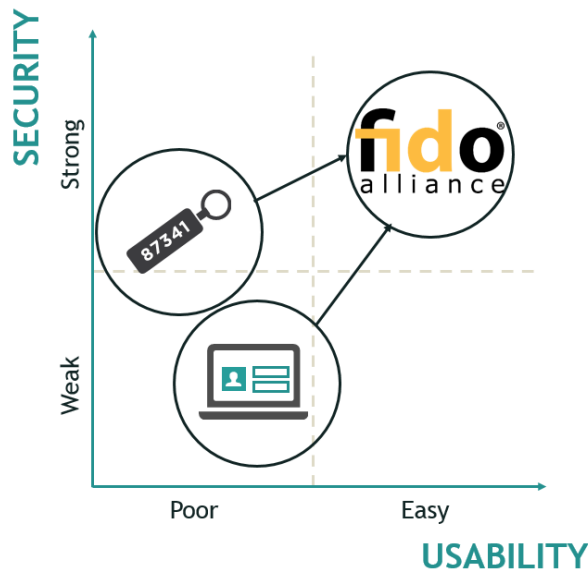 SECURITY
Strong
Weak
fido®
alliance
87341
Poor
Easy
USABILITY